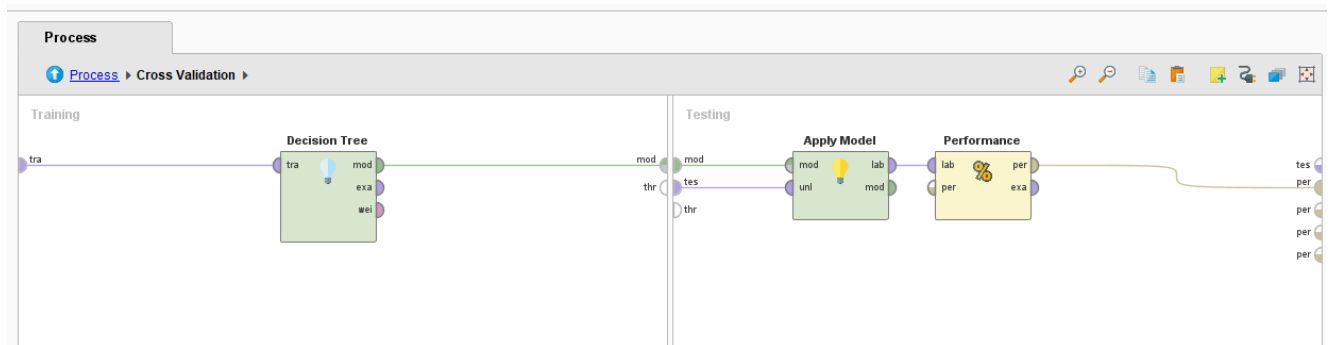 Process
Process ▸ Cross Validation ▸
Training
Decision Tree
tra
tra
mod
exa
wei
mod
thr
Testing
mod
tes
thr
Apply Model
mod
lab
unl
mod
Performance
lab
per
%
per
exa
tes
per
per
per
per